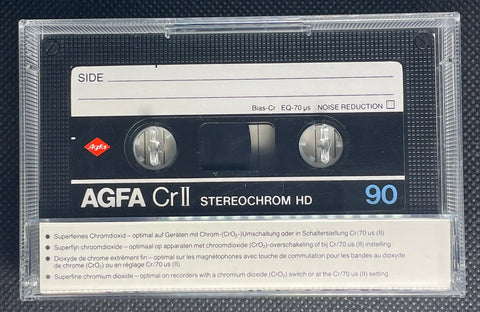 SIDE
Bias-Cr EQ-70 µs NOISE REDUCTION
Agfa
AGFA CrII STEREOCHROM HD 90
• Superfeines Chromdioxid – optimal auf Geräten mit Chrom-(CrO₂-)Umschaltung oder in Schalterstellung Cr/70 us (II)
• Superfijn chroomdioxide – optimaal op apparaten met chroomdioxide (CrO₂)-overschakeling of bij Cr/70 us (II) instelling
• Dioxyde de chrome extrêmement fin – optimal sur les magnétophones avec touche de commutation pour les bandes au dioxyde
de chrome (CrO₂) ou en réglage Cr/70 us (II)
• Superfine chromium dioxide – optimal on recorders with a chromium dioxide (CrO₂) switch or at the Cr/70 us (II) setting